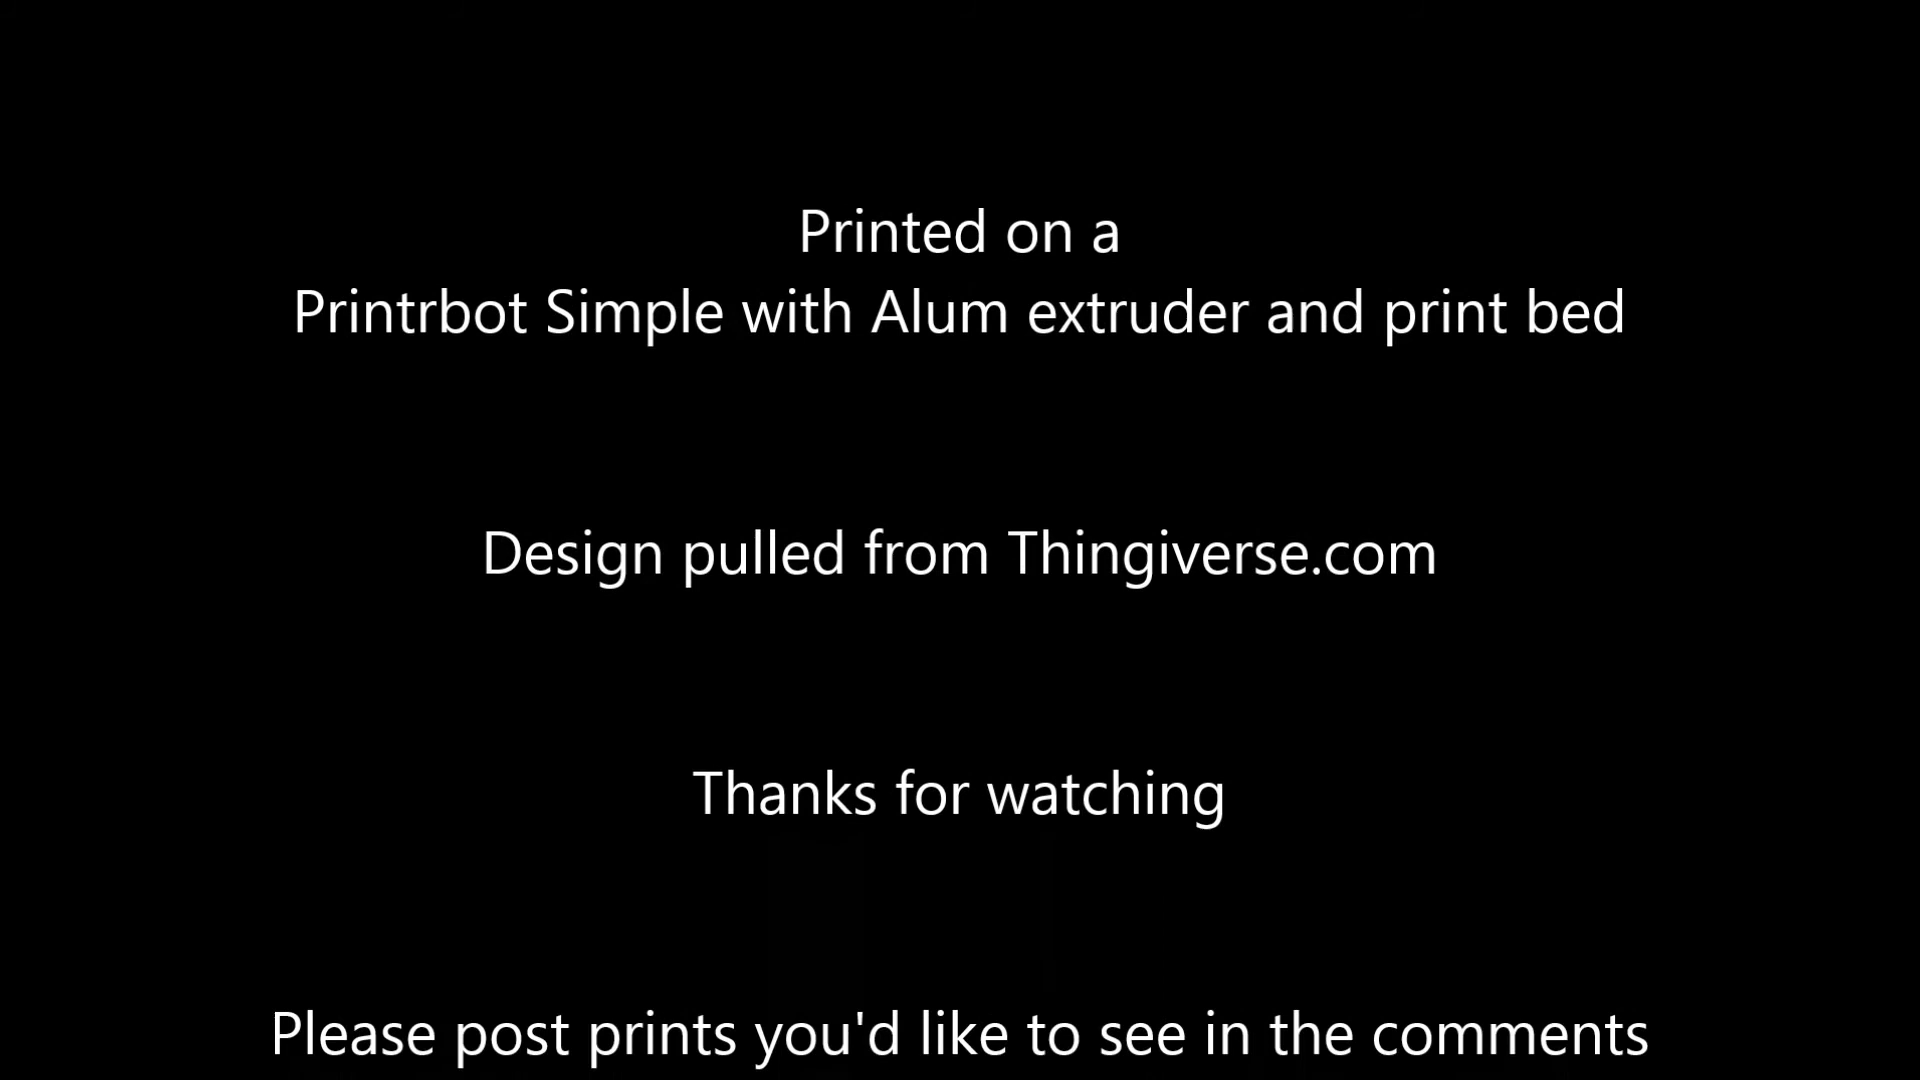 Printed on a
Printrbot Simple with Alum extruder and print bed
Design pulled from Thingiverse.com
Thanks for watching
Please post prints you'd like to see in the comments